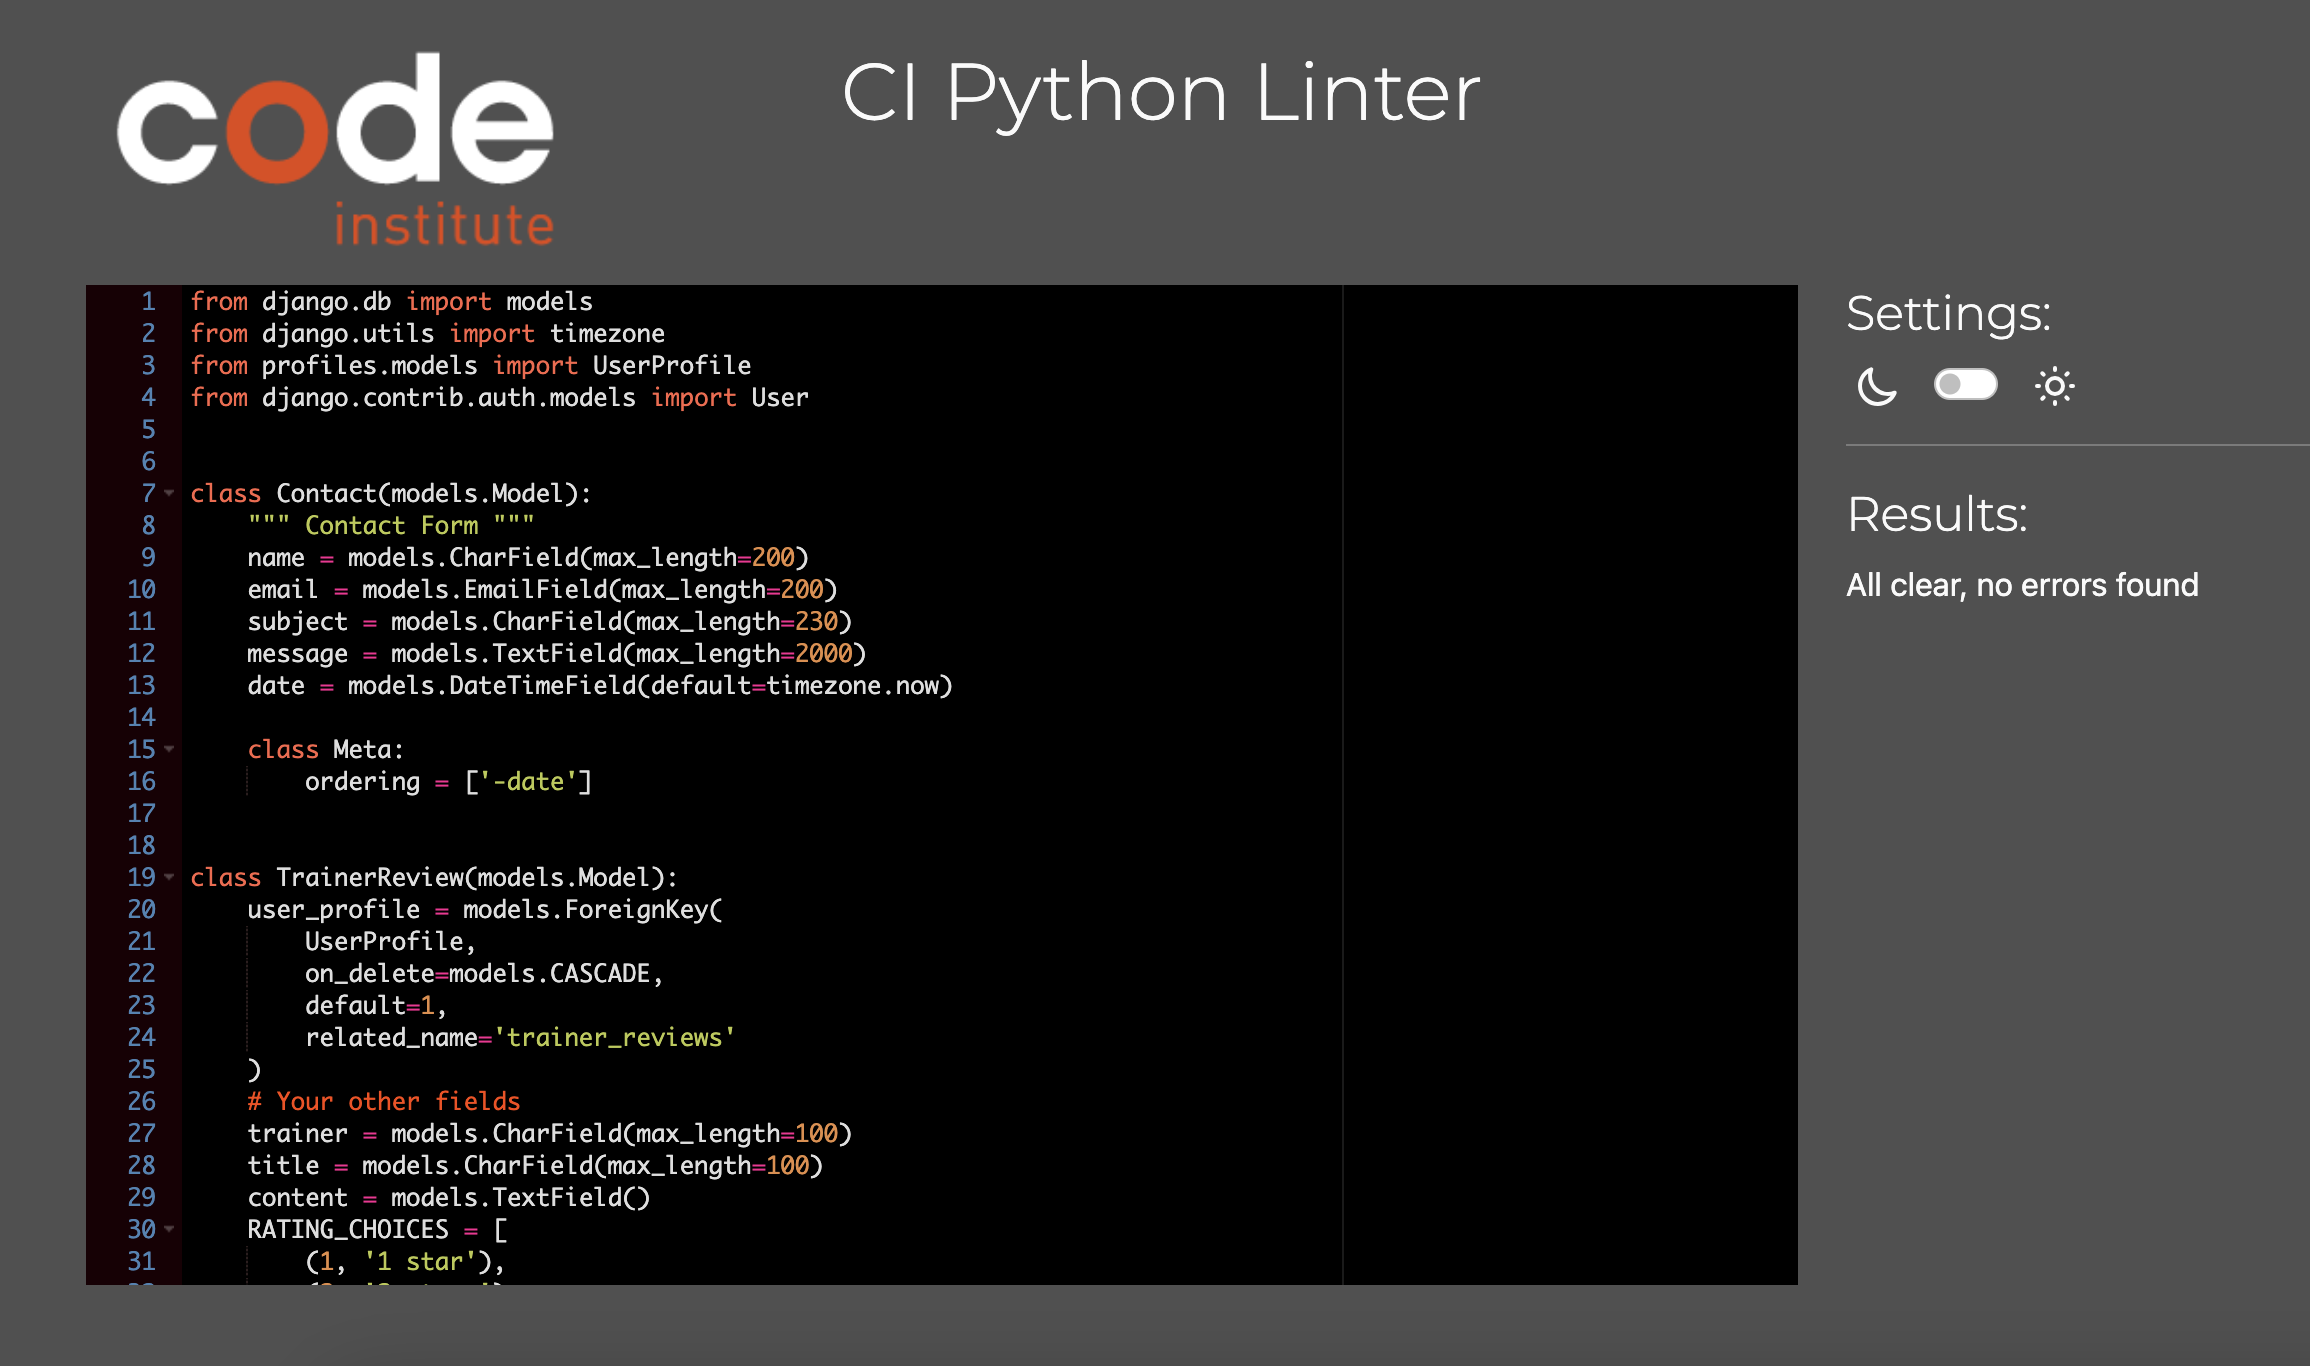 code
institute
CI Python Linter
1 from django.db import models
2 from django.utils import timezone
3 from profiles.models import UserProfile
4 from django.contrib.auth.models import User
5
6
7 class Contact(models.Model):
8     """ Contact Form """
9     name = models.CharField(max_length=200)
10     email = models.EmailField(max_length=200)
11     subject = models.CharField(max_length=230)
12     message = models.TextField(max_length=2000)
13     date = models.DateTimeField(default=timezone.now)
14
15     class Meta:
16         ordering = ['-date']
17
18
19 class TrainerReview(models.Model):
20     user_profile = models.ForeignKey(
21         UserProfile,
22         on_delete=models.CASCADE,
23         default=1,
24         related_name='trainer_reviews'
25     )
26     # Your other fields
27     trainer = models.CharField(max_length=100)
28     title = models.CharField(max_length=100)
29     content = models.TextField()
30     RATING_CHOICES = [
31         (1, '1 star'),
Settings:
Results:
All clear, no errors found